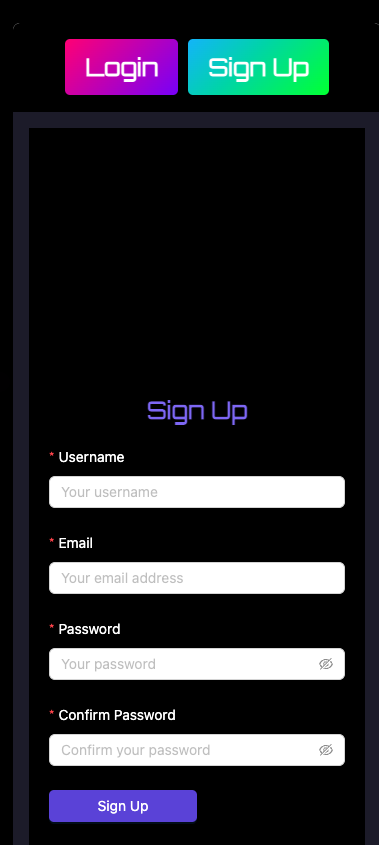 Login Sign Up
Sign Up
* Username
Your username
* Email
Your email address
* Password
Your password
* Confirm Password
Confirm your password
Sign Up